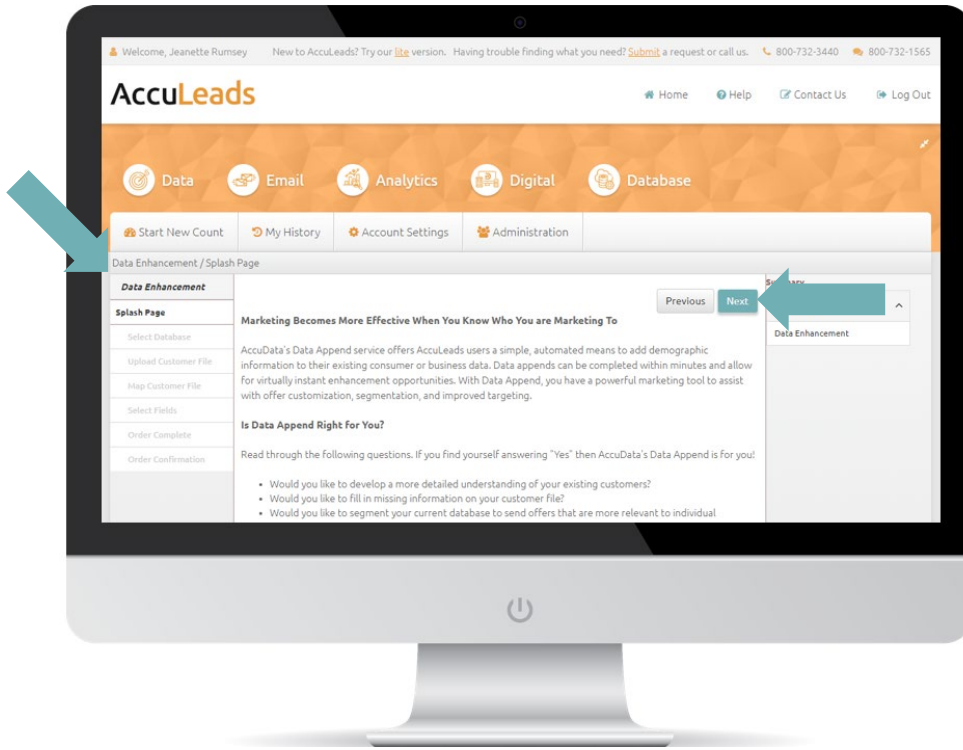 Welcome, Jeanette Rumsey New to AccuLeads? Try our lite version. Having trouble finding what you need? Submit a request or call us. 800-732-3440 800-732-1565
AccuLeads
Home Help Contact Us Log Out
Data Email Analytics Digital Database
Start New Count My History Account Settings Administration
Data Enhancement / Splash Page
Data Enhancement
Splash Page
Select Database
Upload Customer File
Map Customer File
Select Fields
Order Complete
Order Confirmation
Previous Next
Marketing Becomes More Effective When You Know Who You are Marketing To
AccuData's Data Append service offers AccuLeads users a simple, automated means to add demographic
information to their existing consumer or business data. Data appends can be completed within minutes and allow
for virtually instant enhancement opportunities. With Data Append, you have a powerful marketing tool to assist
with offer customization, segmentation, and improved targeting.
Is Data Append Right for You?
Read through the following questions. If you find yourself answering "Yes" then AccuData's Data Append is for you!
• Would you like to develop a more detailed understanding of your existing customers?
• Would you like to fill in missing information on your customer file?
• Would you like to segment your current database to send offers that are more relevant to individual
Summary
Data Enhancement